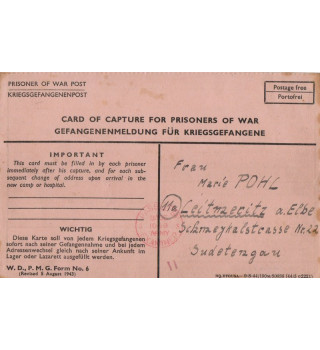 PRISONER OF WAR POST
KRIEGSGEFANGENENPOST
Postage free
Portofrei
CARD OF CAPTURE FOR PRISONERS OF WAR
GEFANGENENMELDUNG FÜR KRIEGSGEFANGENE
IMPORTANT
This card must be filled in by each prisoner
immediately after his capture, and for each sub-
sequent change of address upon arrival in the
new camp or hospital.
WICHTIG
Diese Karte soll von jedem Kriegsgefangenen
sofort nach seiner Gefangennahme und bei jedem
Adressenwechsel gleich nach seiner Ankunft im
Lager oder Lazarett ausgefüllt werden.
W. D., P. M. G. Form No. 6
(Revised 5 August 1943)
Frau
Marie POHL
11a Leitmeritz a. Elbe
Schmeykalstrasse Nr. 22
Sudetengau
11